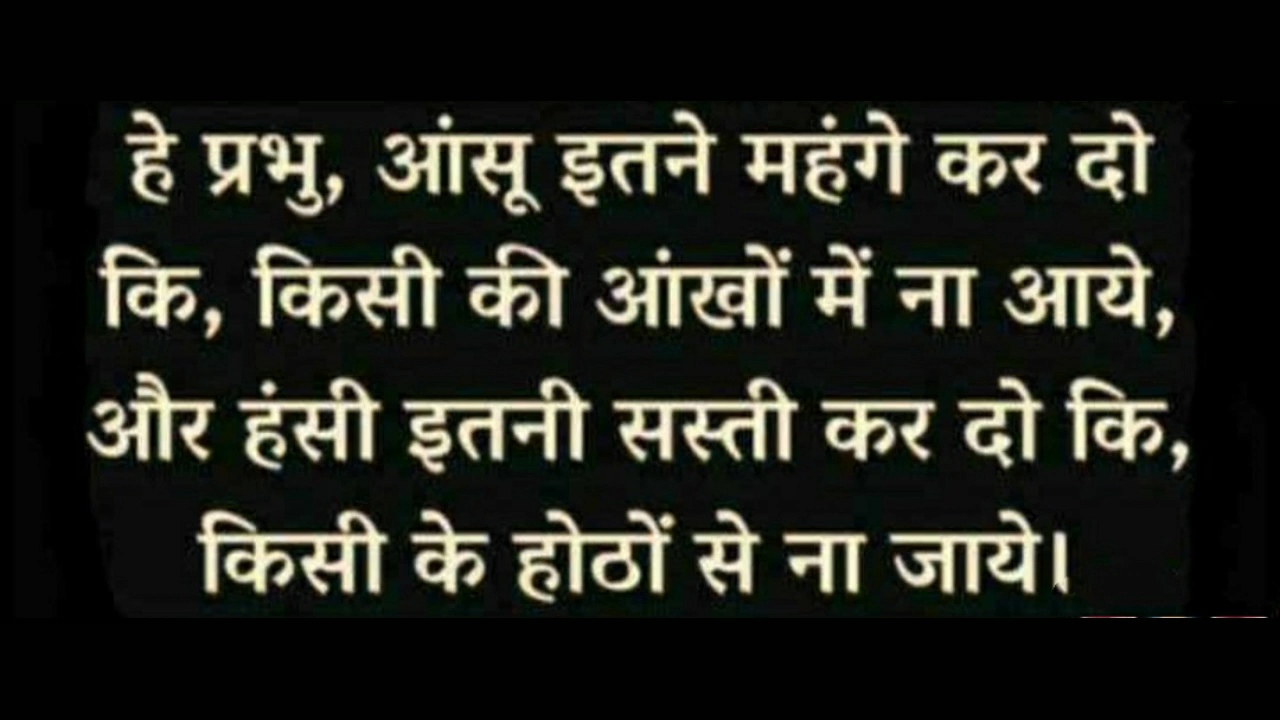 हे प्रभु, आंसू इतने महंगे कर दो
कि, किसी की आंखों में ना आये,
और हंसी इतनी सस्ती कर दो कि,
किसी के होठों से ना जाये।